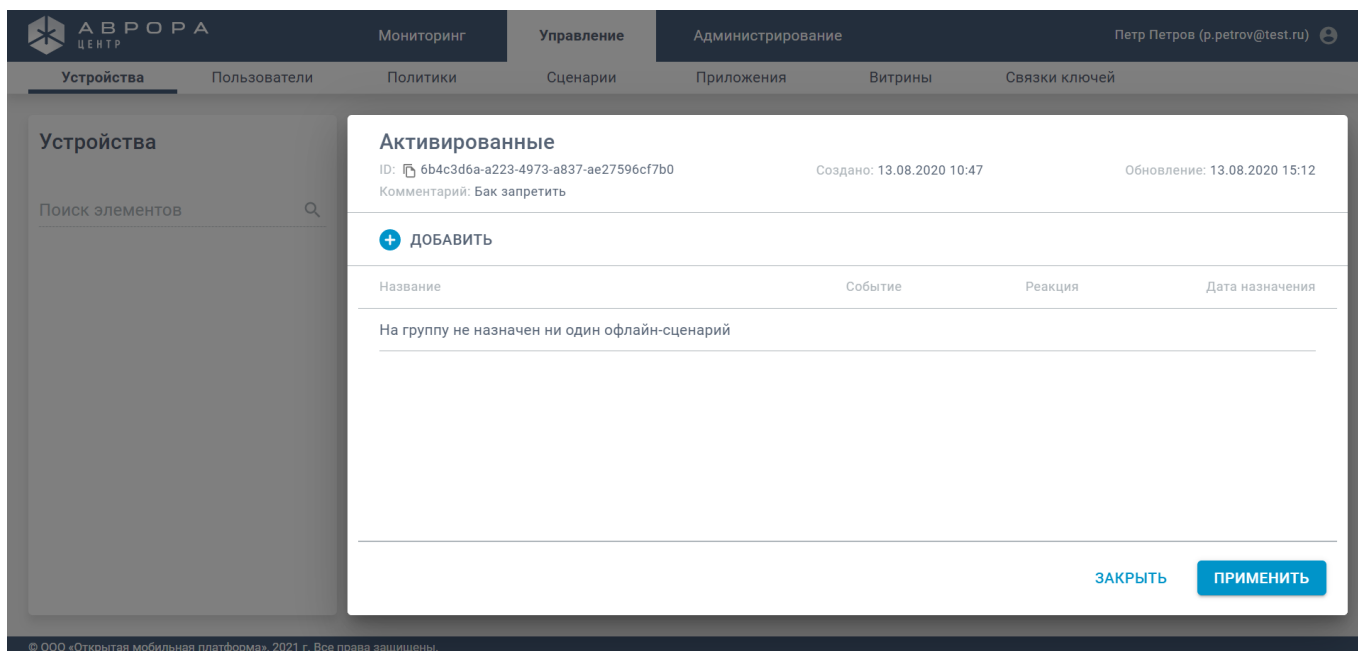 АВРОРА
ЦЕНТР
Мониторинг
Управление
Администрирование
Петр Петров (p.petrov@test.ru)
Устройства
Пользователи
Политики
Сценарии
Приложения
Витрины
Связки ключей
Устройства
Поиск элементов
Активированные
ID: 6b4c3d6a-a223-4973-a837-ae27596cf7b0
Создано: 13.08.2020 10:47
Обновление: 13.08.2020 15:12
Комментарий: Бак запретить
ДОБАВИТЬ
Название
Событие
Реакция
Дата назначения
На группу не назначен ни один офлайн-сценарий
ЗАКРЫТЬ
ПРИМЕНИТЬ
© ООО «Открытая мобильная платформа», 2021 г. Все права защищены.